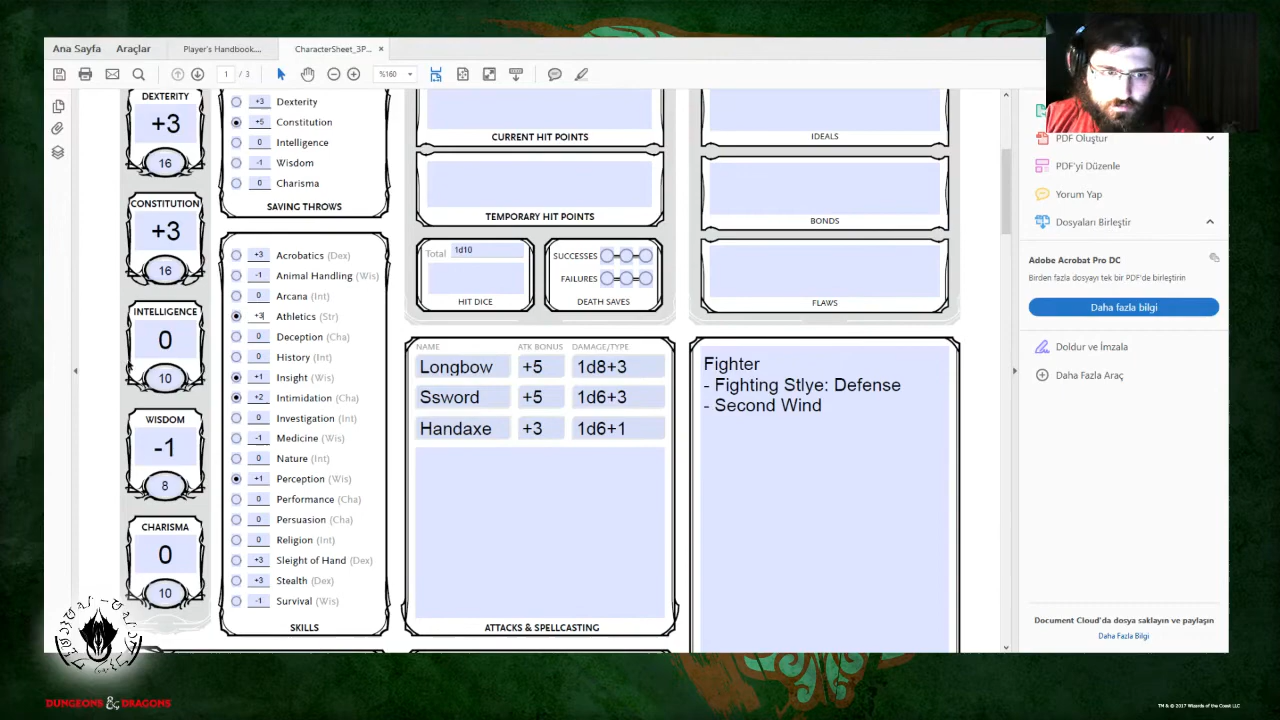 Ana Sayfa Araçlar Player's Handbook.... CharacterSheet_3P... ×
1 / 3 %160
DEXTERITY
+3
16
CONSTITUTION
+3
16
INTELLIGENCE
0
10
WISDOM
-1
8
CHARISMA
0
10
+3 Dexterity
+5 Constitution
0 Intelligence
-1 Wisdom
0 Charisma
SAVING THROWS
+3 Acrobatics (Dex)
-1 Animal Handling (Wis)
0 Arcana (Int)
+3 Athletics (Str)
0 Deception (Cha)
0 History (Int)
+1 Insight (Wis)
+2 Intimidation (Cha)
0 Investigation (Int)
-1 Medicine (Wis)
0 Nature (Int)
+1 Perception (Wis)
0 Performance (Cha)
0 Persuasion (Cha)
0 Religion (Int)
+3 Sleight of Hand (Dex)
+3 Stealth (Dex)
-1 Survival (Wis)
SKILLS
CURRENT HIT POINTS
TEMPORARY HIT POINTS
Total 1d10
HIT DICE
SUCCESSES
FAILURES
DEATH SAVES
NAME ATK BONUS DAMAGE/TYPE
Longbow +5 1d8+3
Ssword +5 1d6+3
Handaxe +3 1d6+1
ATTACKS & SPELLCASTING
IDEALS
BONDS
FLAWS
Fighter
- Fighting Stlye: Defense
- Second Wind
PDF Oluştur
PDF'yi Düzenle
Yorum Yap
Dosyaları Birleştir
Adobe Acrobat Pro DC
Birden fazla dosyayı tek bir PDF'de birleştirin
Daha fazla bilgi
Doldur ve İmzala
Daha Fazla Araç
Document Cloud'da dosya saklayın ve paylaşın
Daha Fazla Bilgi
DUNGEONS & DRAGONS
TM & © 2017 Wizards of the Coast LLC